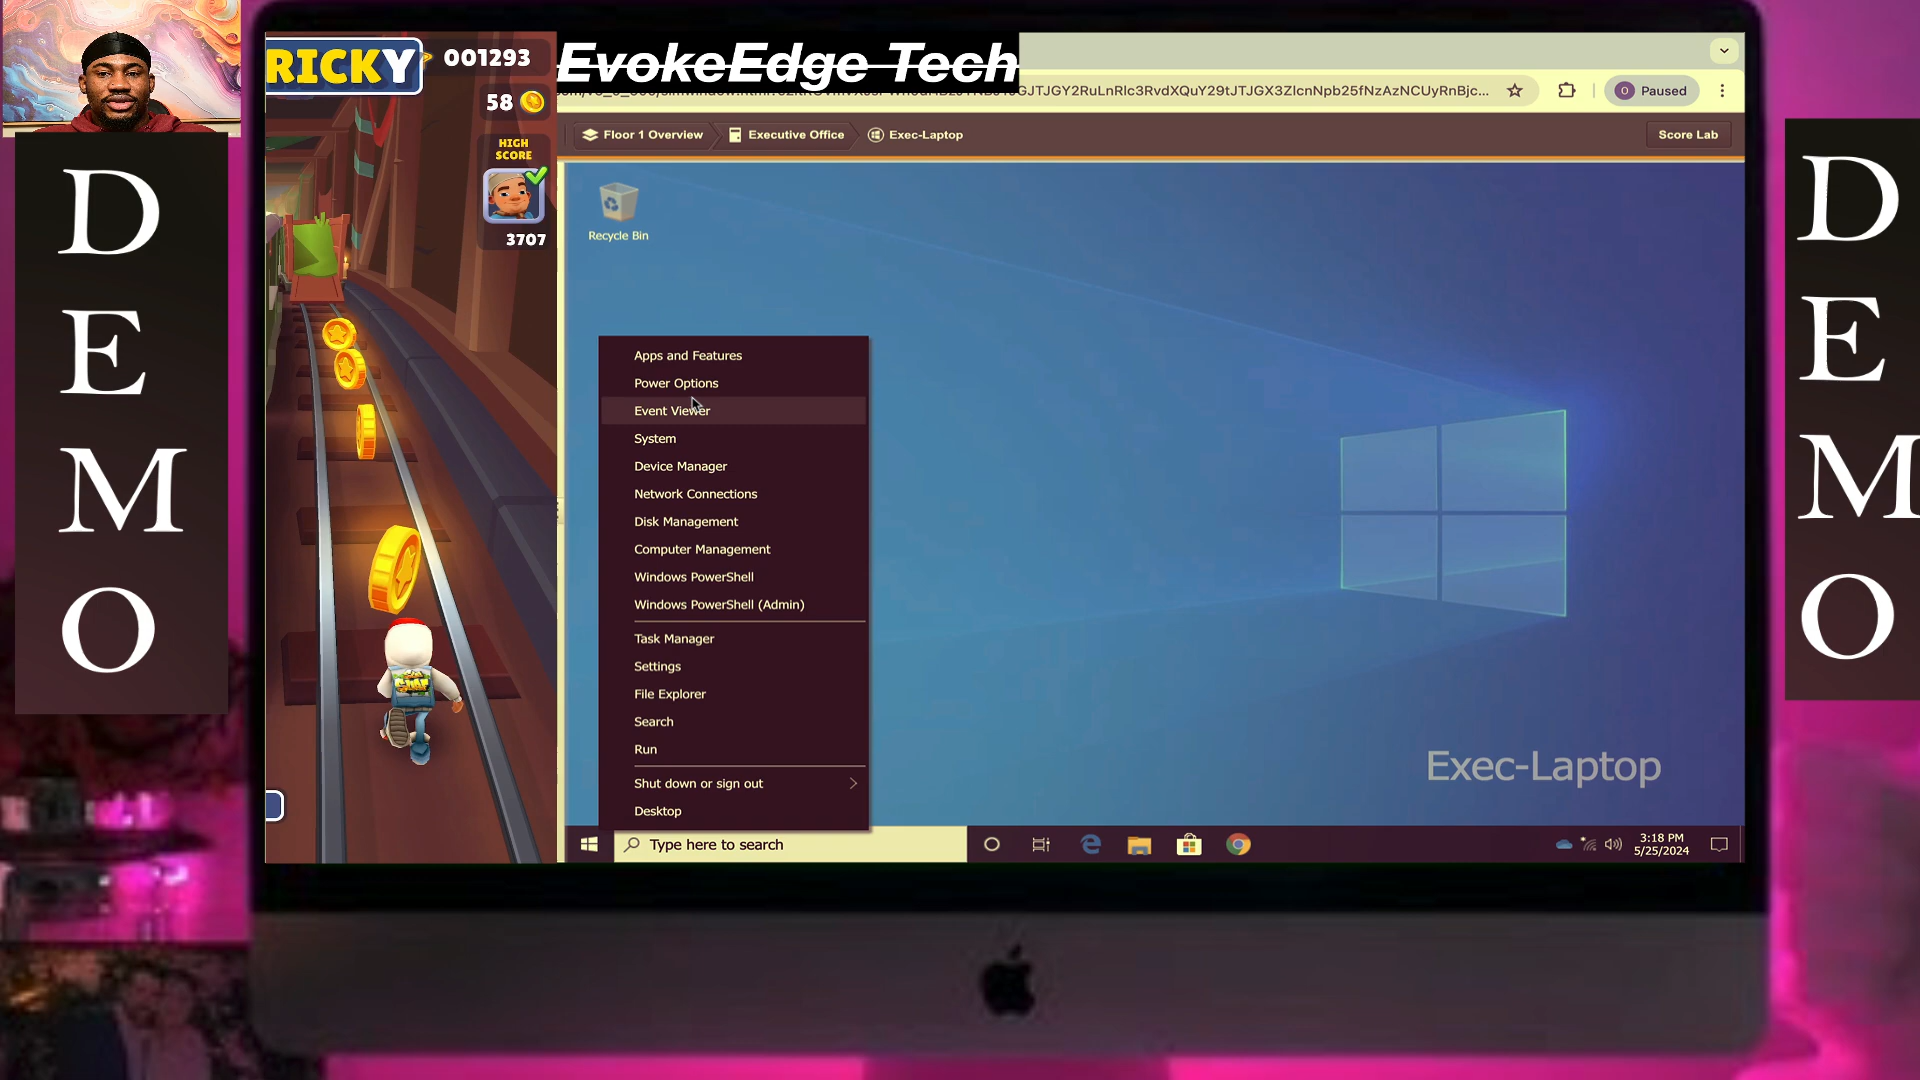 RICKY
001293
58
HIGH
SCORE
3707
EvokeEdge Tech
Paused
Floor 1 Overview
Executive Office
Exec-Laptop
Score Lab
Recycle Bin
Apps and Features
Power Options
Event Viewer
System
Device Manager
Network Connections
Disk Management
Computer Management
Windows PowerShell
Windows PowerShell (Admin)
Task Manager
Settings
File Explorer
Search
Run
Shut down or sign out
Desktop
Exec-Laptop
Type here to search
3:18 PM
5/25/2024
DEMO
DEMO